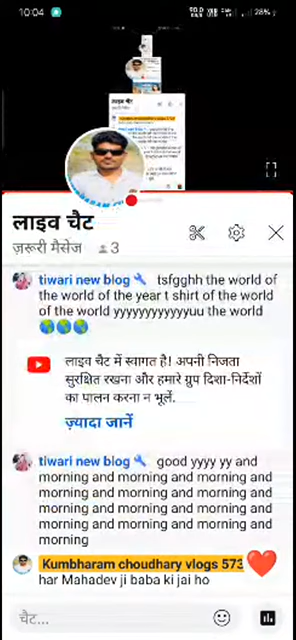 10:04
28%
लाइव चैट
ज़रूरी मैसेज 3
tiwari new blog tsfgghh the world of
the world of the year t shirt of the world
of the world yyyyyyyyyyyyuu the world
लाइव चैट में स्वागत है! अपनी निजता
सुरक्षित रखना और हमारे ग्रुप दिशा-निर्देशों
का पालन करना न भूलें.
ज़्यादा जानें
tiwari new blog good yyyy yy and
morning and morning and morning and
morning and morning and morning and
morning and morning and morning and
morning and morning and morning and
morning
Kumbharam choudhary vlogs 573
har Mahadev ji baba ki jai ho
चैट...